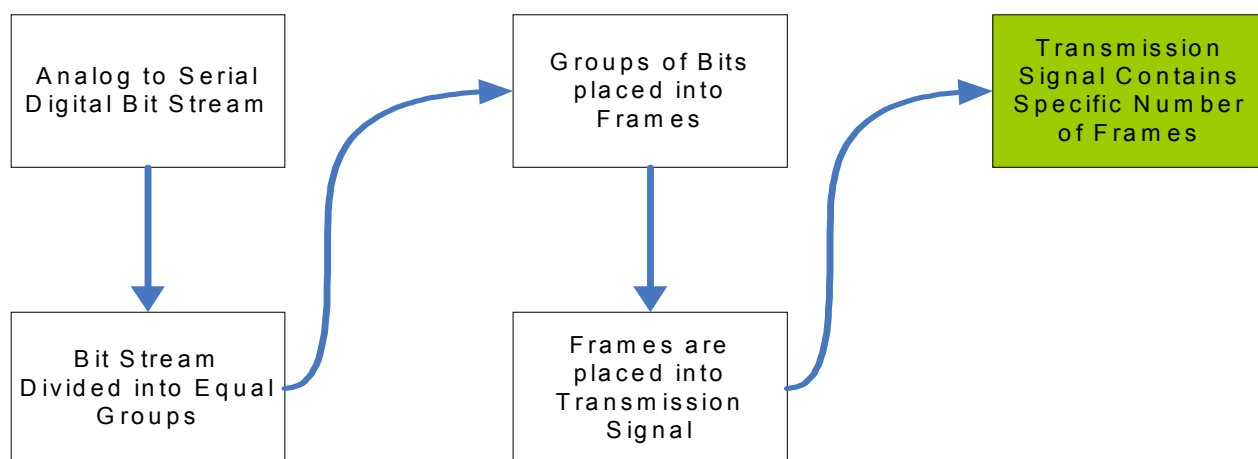 Analog to Serial
Digital Bit Stream
Bit Stream
Divided into Equal
Groups
Groups of Bits
placed into
Frames
Frames are
placed into
Transmission
Signal
Transmission
Signal Contains
Specific Number
of Frames